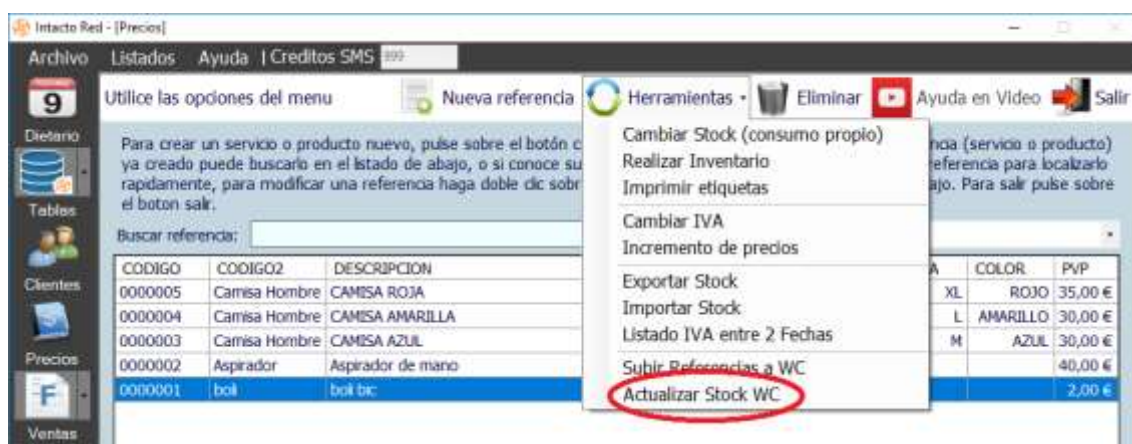 Intacto Red - [Precios]
Archivo Listados Ayuda | Creditos SMS 899
9 Utilice las opciones del menu Nueva referencia Herramientas Eliminar Ayuda en Video Salir
Dietario
Tablas
Clientes
Precios
F
Ventas
Para crear un servicio o producto nuevo, pulse sobre el botón c
ncia (servicio o producto)
ya creado puede buscarlo en el listado de abajo, o si conoce su
referencia para localizarlo
rapidamente, para modificar una referencia haga doble clic sobr
ajo. Para salir pulse sobre
el boton salir.
Buscar referencia:
Cambiar Stock (consumo propio)
Realizar Inventario
Imprimir etiquetas
Cambiar IVA
Incremento de precios
Exportar Stock
Importar Stock
Listado IVA entre 2 Fechas
Subir Referencias a WC
Actualizar Stock WC
CODIGO CODIGO2 DESCRIPCION A COLOR PVP
0000005 Camisa Hombre CAMISA ROJA XL ROJO 35,00 €
0000004 Camisa Hombre CAMISA AMARILLA L AMARILLO 30,00 €
0000003 Camisa Hombre CAMISA AZUL M AZUL 30,00 €
0000002 Aspirador Aspirador de mano 40,00 €
0000001 boli boli bic 2,00 €